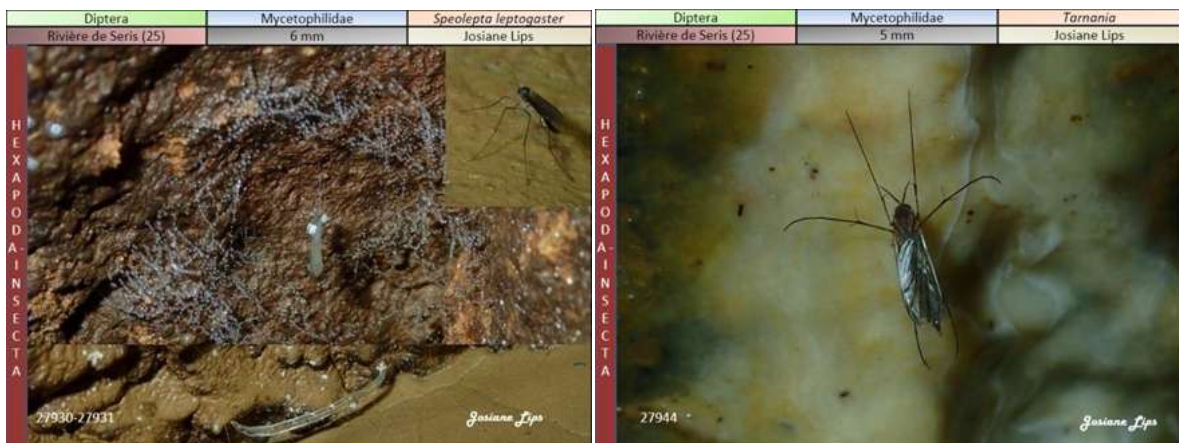 Diptera Mycetophilidae Speolepta leptogaster
Rivière de Seris (25) 6 mm Josiane Lips
HEXAPODA-INSECTA
27930-27931 Josiane Lips
Diptera Mycetophilidae Tarnania
Rivière de Seris (25) 5 mm Josiane Lips
HEXAPODA-INSECTA
27944 Josiane Lips